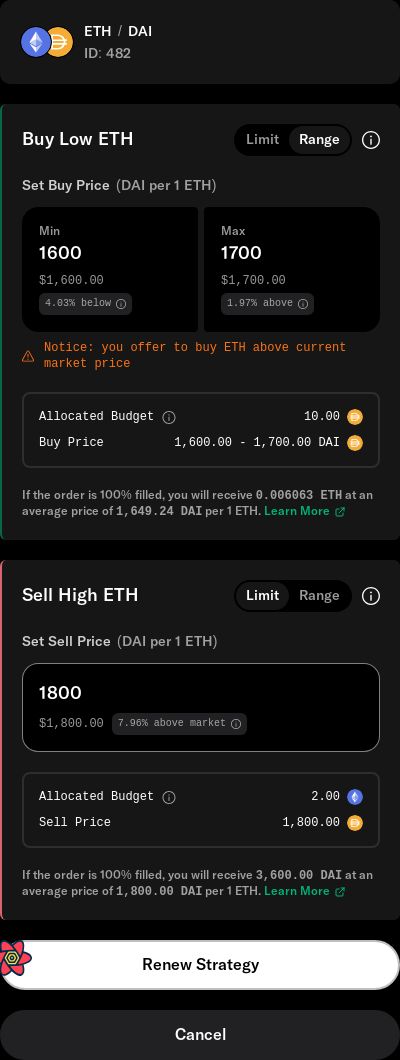 ETH / DAI
ID: 482
Buy Low ETH
Limit Range
Set Buy Price (DAI per 1 ETH)
Min
1600
$1,600.00
4.03% below
Max
1700
$1,700.00
1.97% above
Notice: you offer to buy ETH above current
market price
Allocated Budget 10.00
Buy Price 1,600.00 - 1,700.00 DAI
If the order is 100% filled, you will receive 0.006063 ETH at an
average price of 1,649.24 DAI per 1 ETH. Learn More
Sell High ETH
Limit Range
Set Sell Price (DAI per 1 ETH)
1800
$1,800.00 7.96% above market
Allocated Budget 2.00
Sell Price 1,800.00
If the order is 100% filled, you will receive 3,600.00 DAI at an
average price of 1,800.00 DAI per 1 ETH. Learn More
Renew Strategy
Cancel